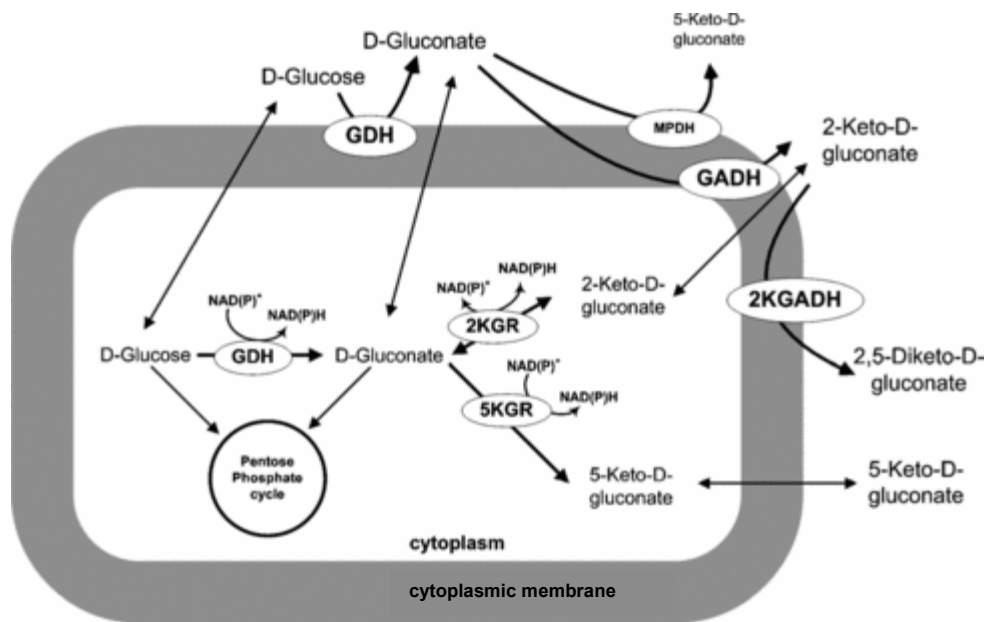 5-Keto-D-
gluconate
D-Gluconate
D-Glucose
GDH
MPDH
2-Keto-D-
gluconate
GADH
NAD(P)H
NAD(P)⁺
2-Keto-D-
gluconate
2KGADH
NAD(P)⁺
NAD(P)H
2KGR
D-Glucose
GDH
D-Gluconate
2,5-Diketo-D-
gluconate
NAD(P)⁺
NAD(P)H
5KGR
Pentose
Phosphate
cycle
5-Keto-D-
gluconate
5-Keto-D-
gluconate
cytoplasm
cytoplasmic membrane